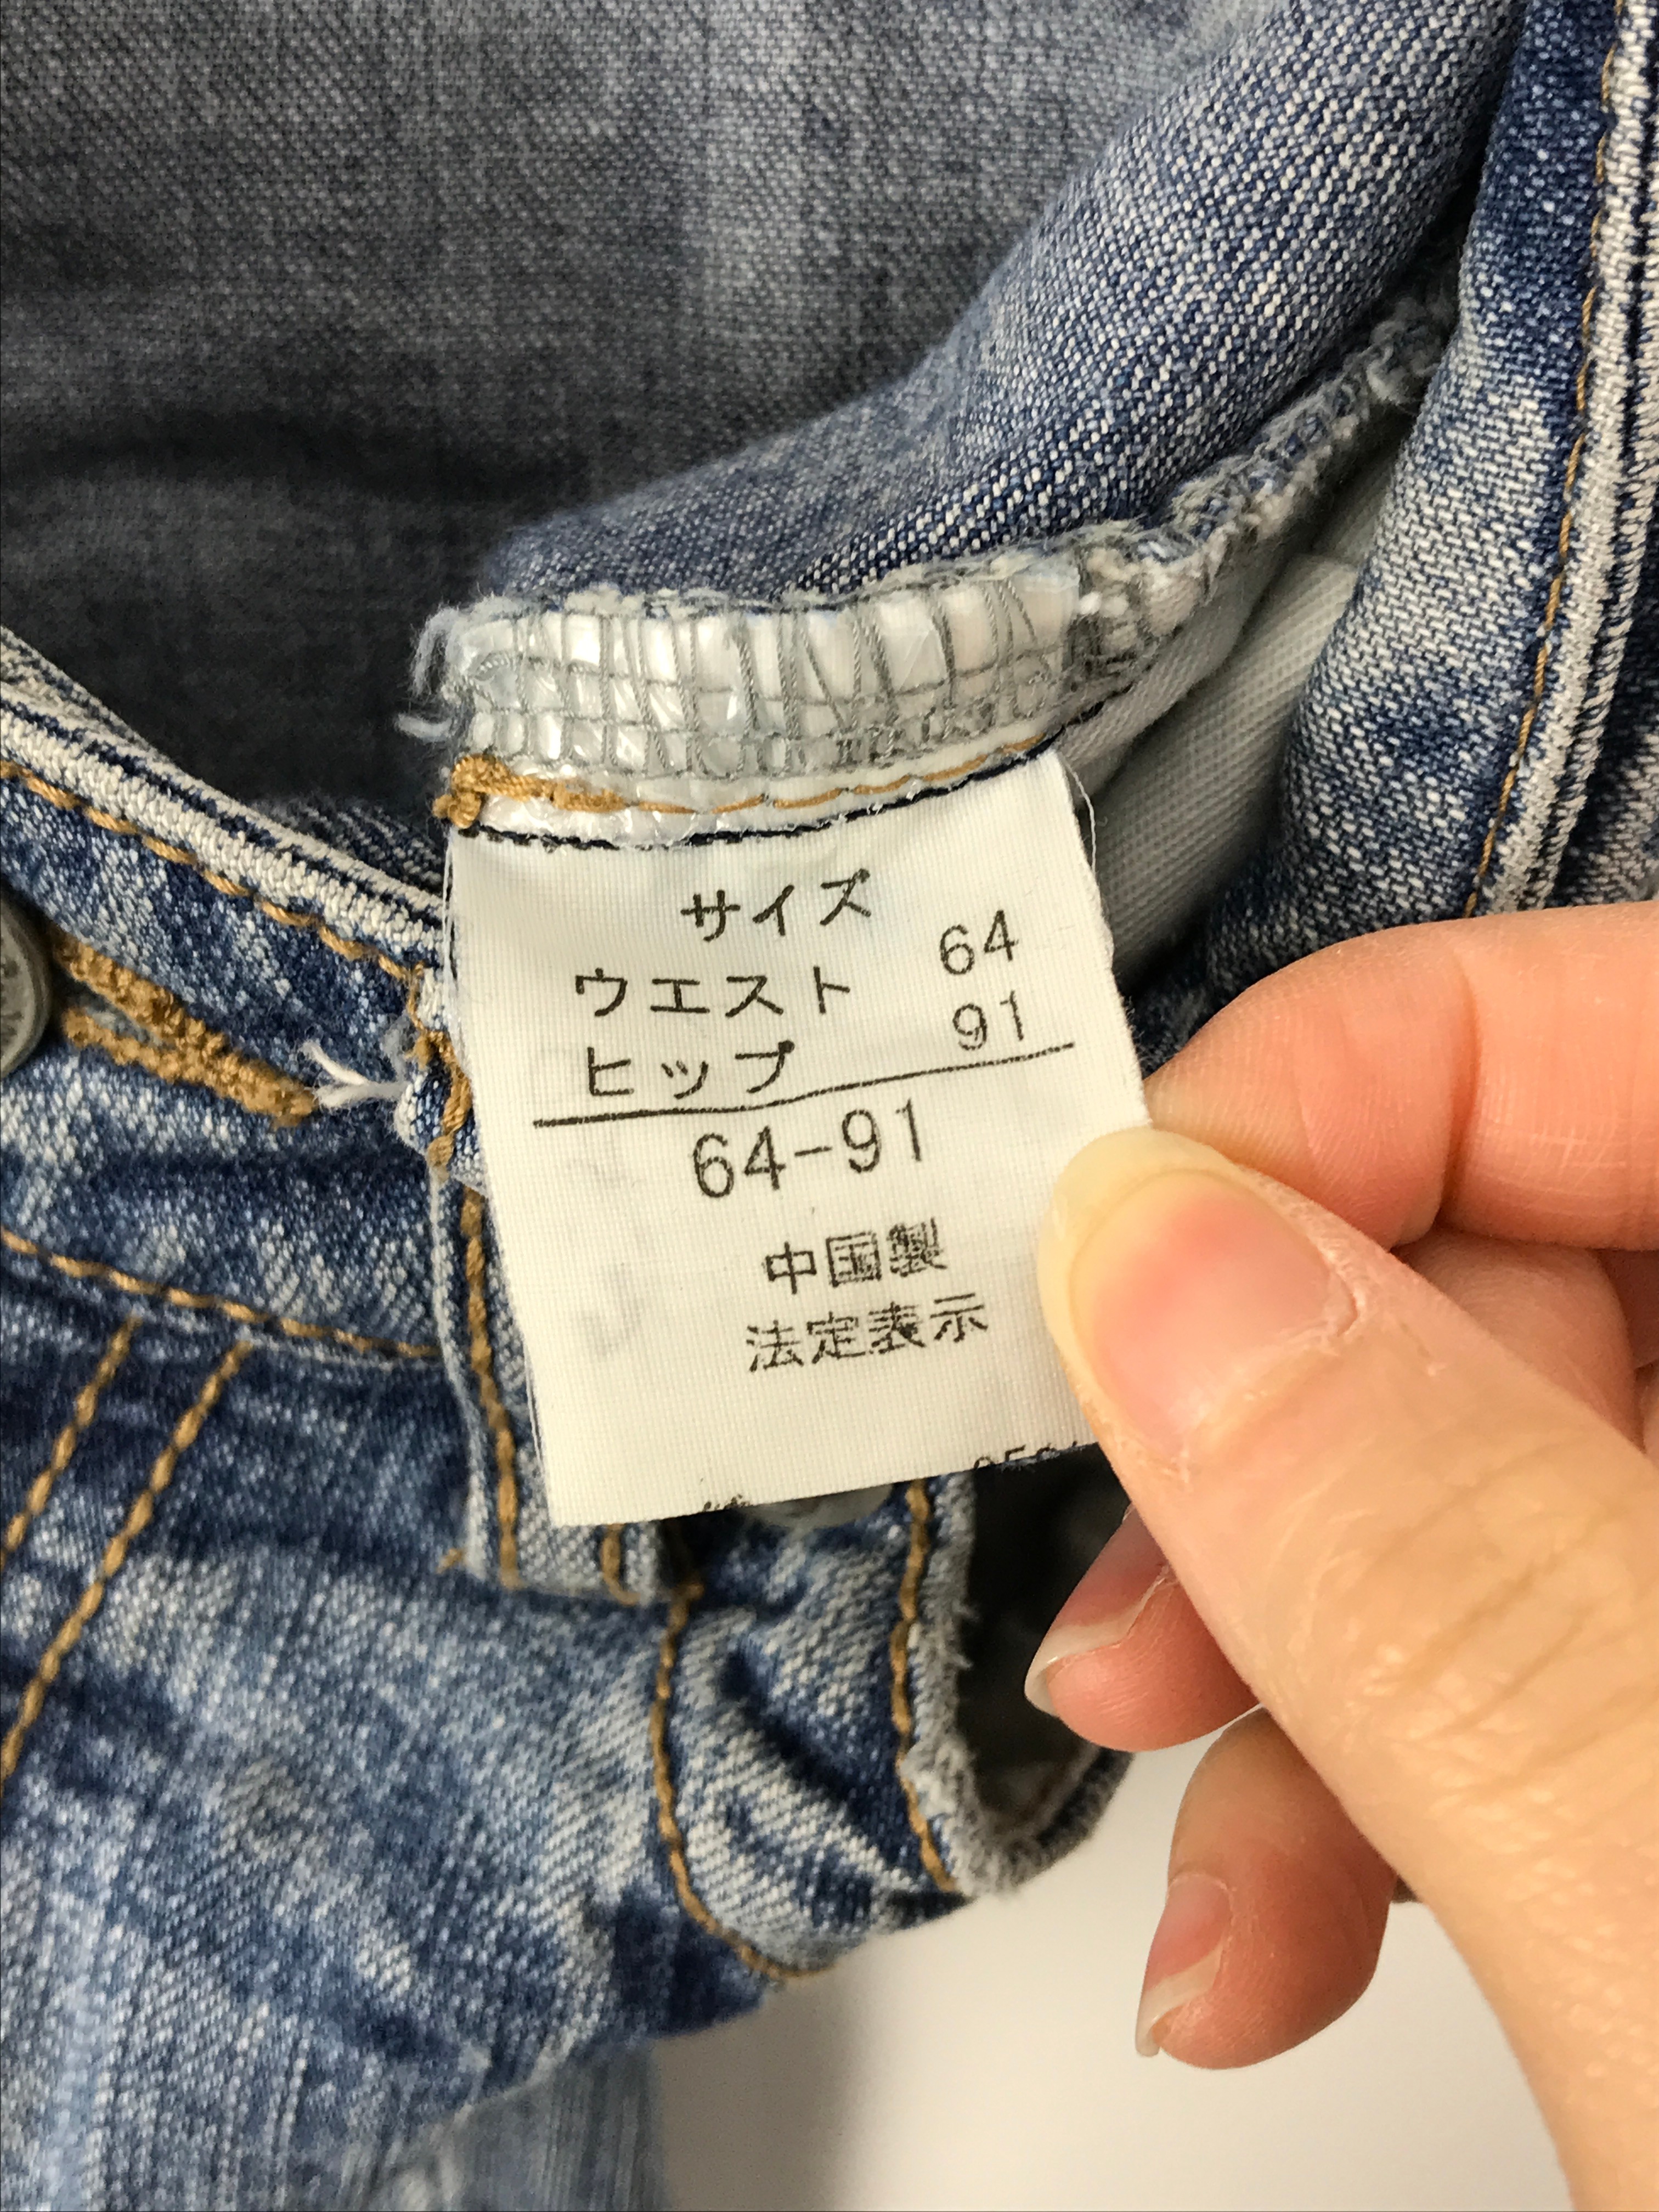 サイズ
ウエスト 64
ヒップ 91
64-91
中国製
法定表示